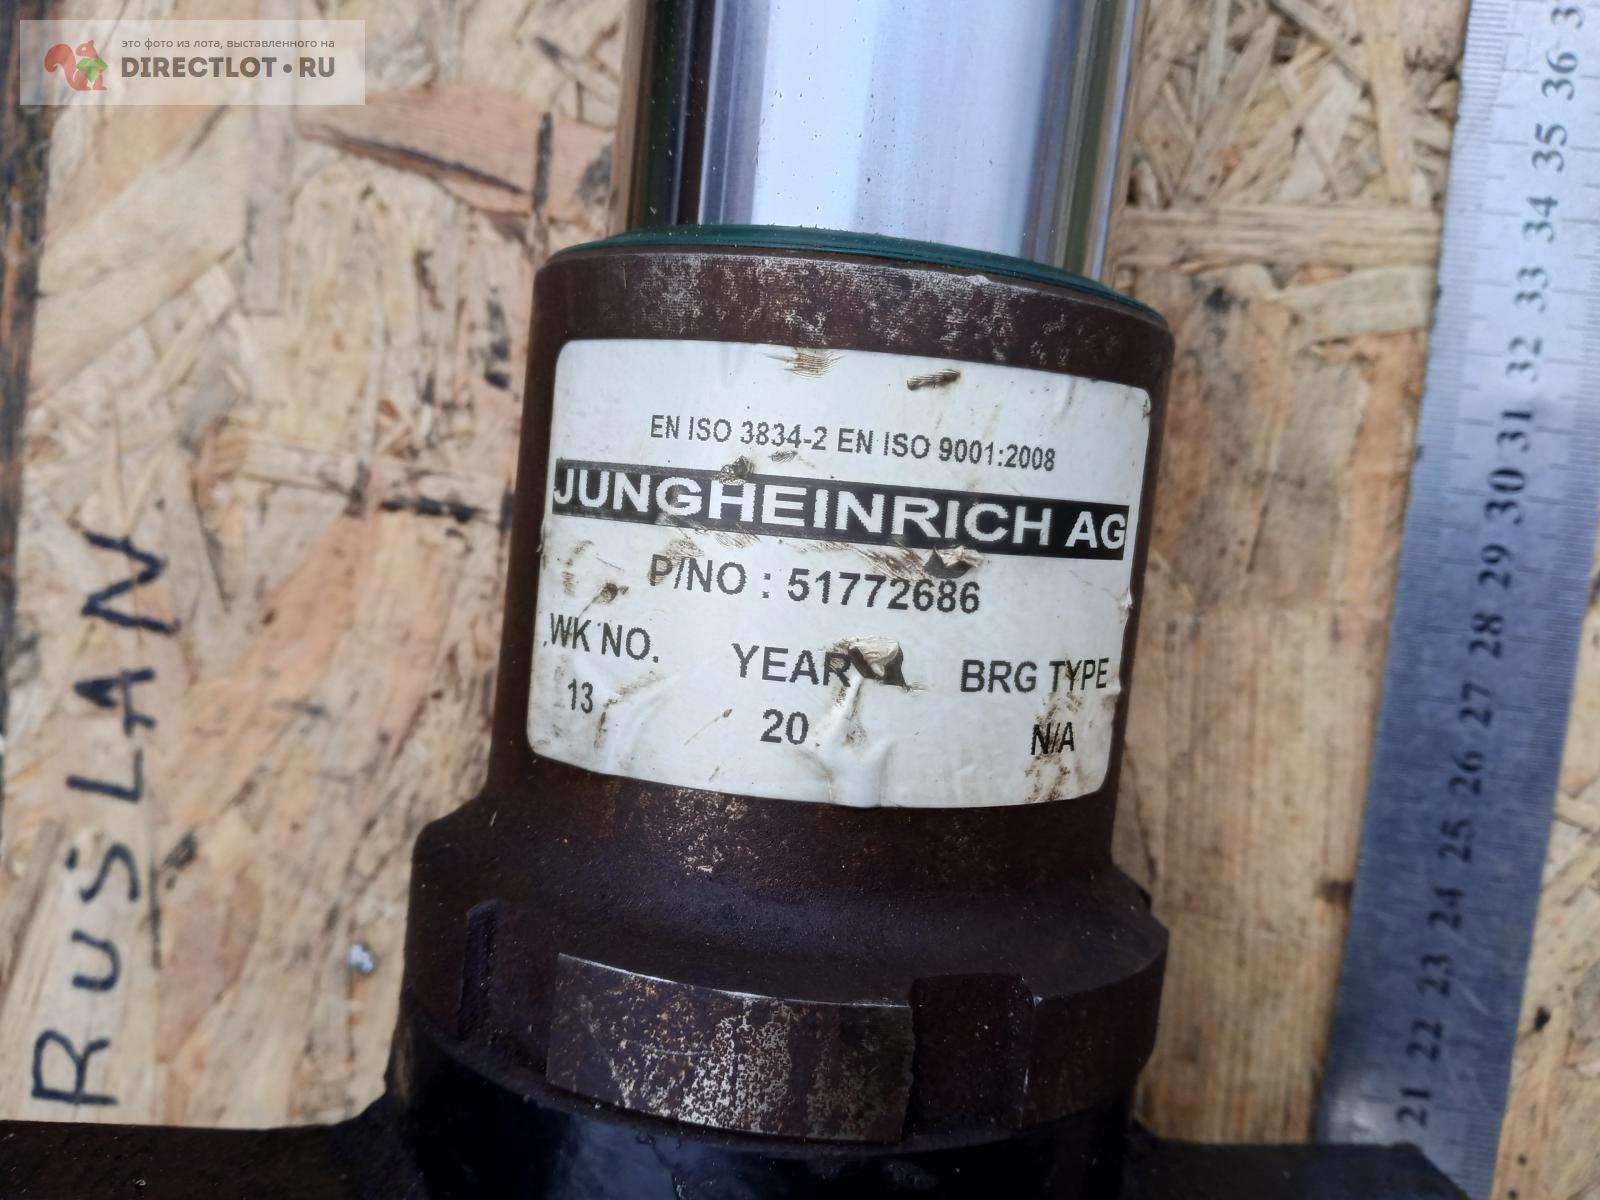 это фото из лота, выставленного на
DIRECTLOT.RU
EN ISO 3834-2 EN ISO 9001:2008
JUNGHEINRICH AG
P/NO : 51772686
WK NO. YEAR BRG TYPE
13 20 N/A
RUSLAN
36
35
34
33
32
31
30
29
28
27
26
25
24
23
22
21